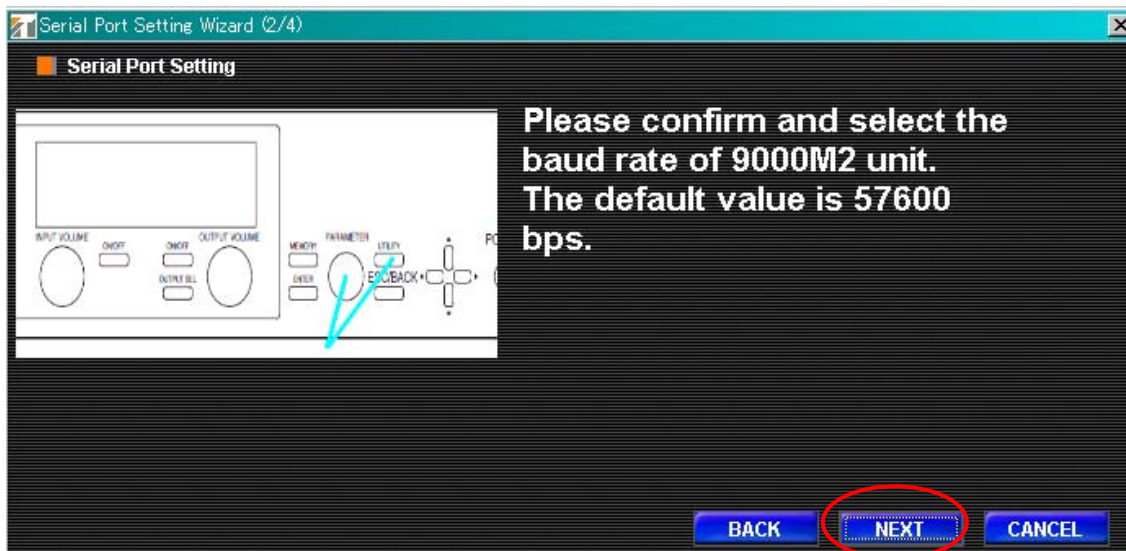 Serial Port Setting Wizard (2/4)
Serial Port Setting
Please confirm and select the
baud rate of 9000M2 unit.
The default value is 57600
bps.
INPUT VOLUME
ON/OFF
ON/OFF
OUTPUT VOLUME
OUTPUT SEL
MEMORY
PARAMETER
UTILITY
ENTER
ESC/BACK
BACK
NEXT
CANCEL